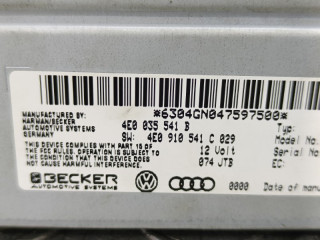 *6304GN047597500*
MANUFACTURED BY 4E0 035 541 B Typ:
HARMAN/BECKER
AUTOMOTIVE SYSTEMS SW: 4E0 910 541 C 029 Model No.
GERMANY 12 Volt Serial No
THIS DEVICE COMPLIES WITH PART 15 OF
THE FCC RULES. OPERATION IS SUBJECT 074 JTB
TO THE CONDITION THAT THIS DEVICE
DOES NOT CAUSE HARMFUL INTERFERENCE
BECKER 0000 Date of manu
AUTOMOTIVE SYSTEMS